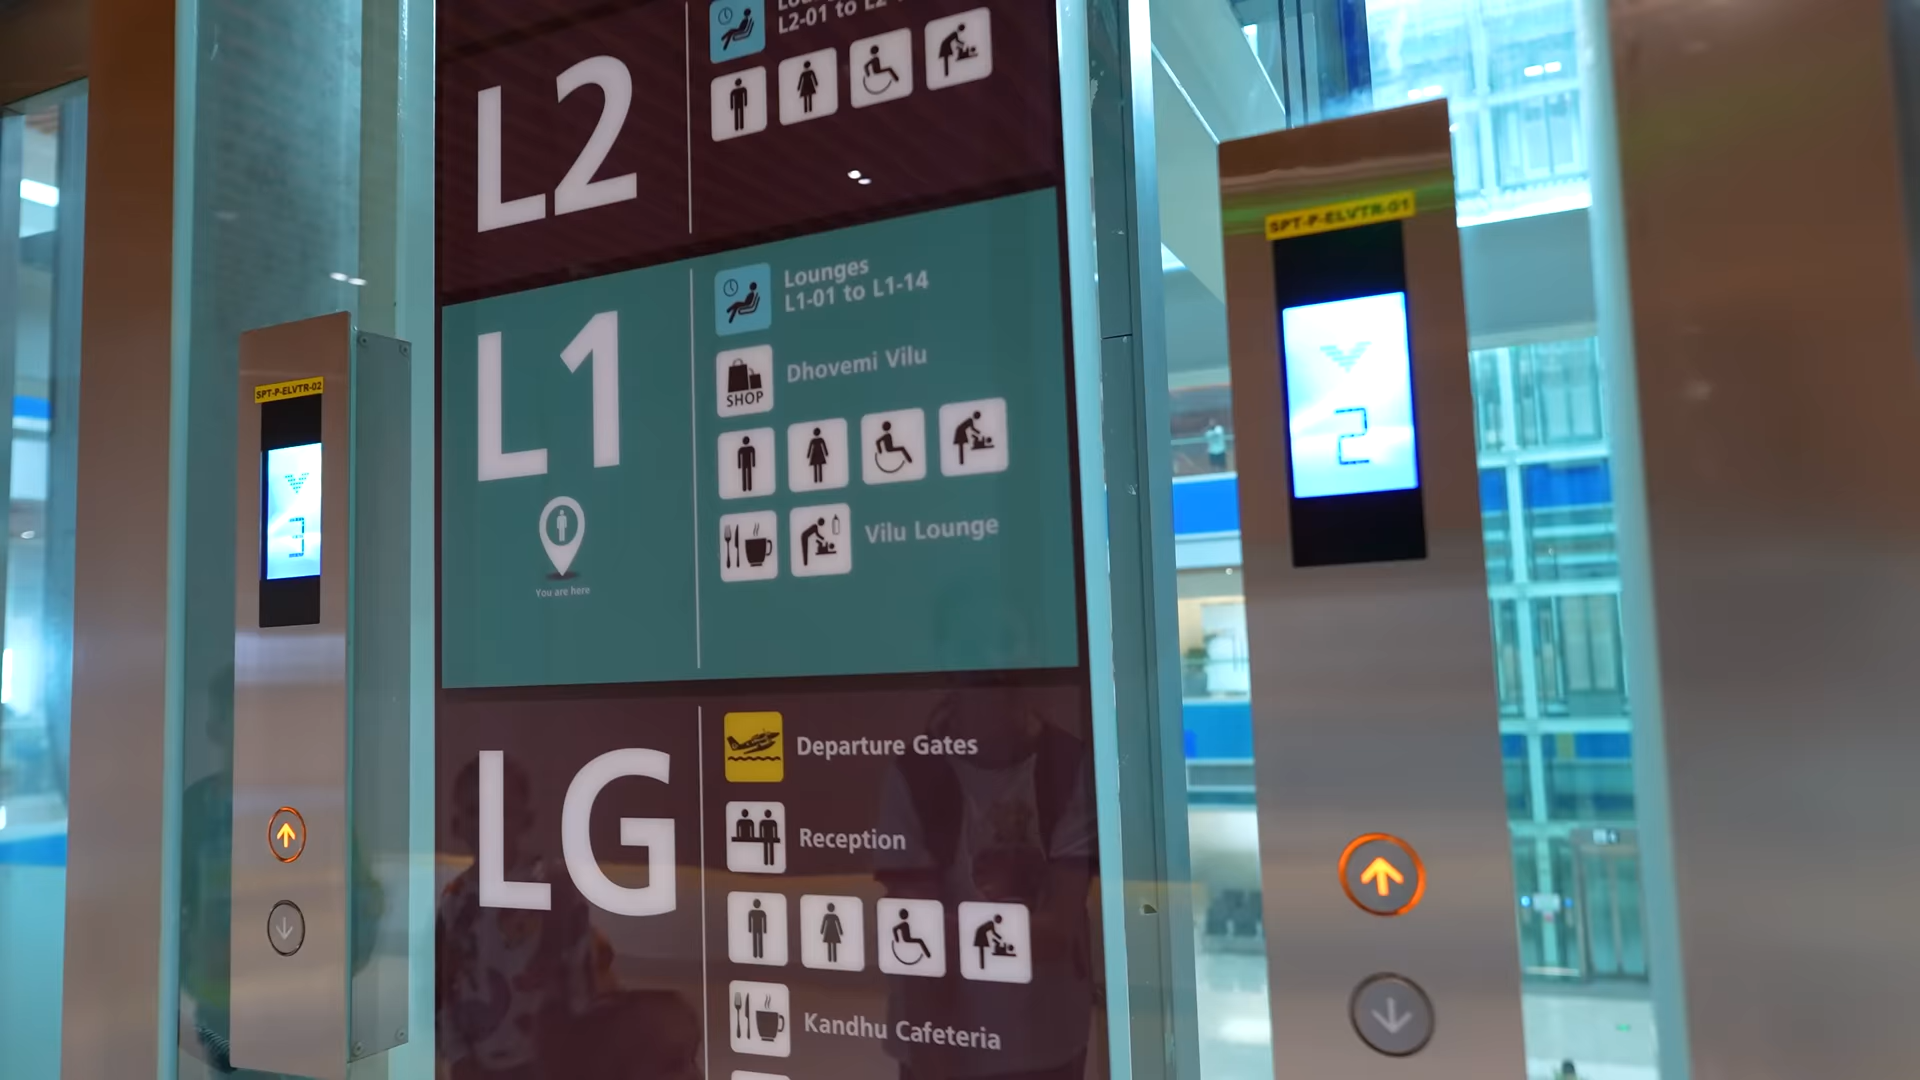 L2
L2-01 to
SPT-P-ELVTR-02
3
L1
You are here
Lounges
L1-01 to L1-14
SHOP
Dhovemi Vilu
Vilu Lounge
LG
Departure Gates
Reception
Kandhu Cafeteria
SPT-P-ELVTR-01
2